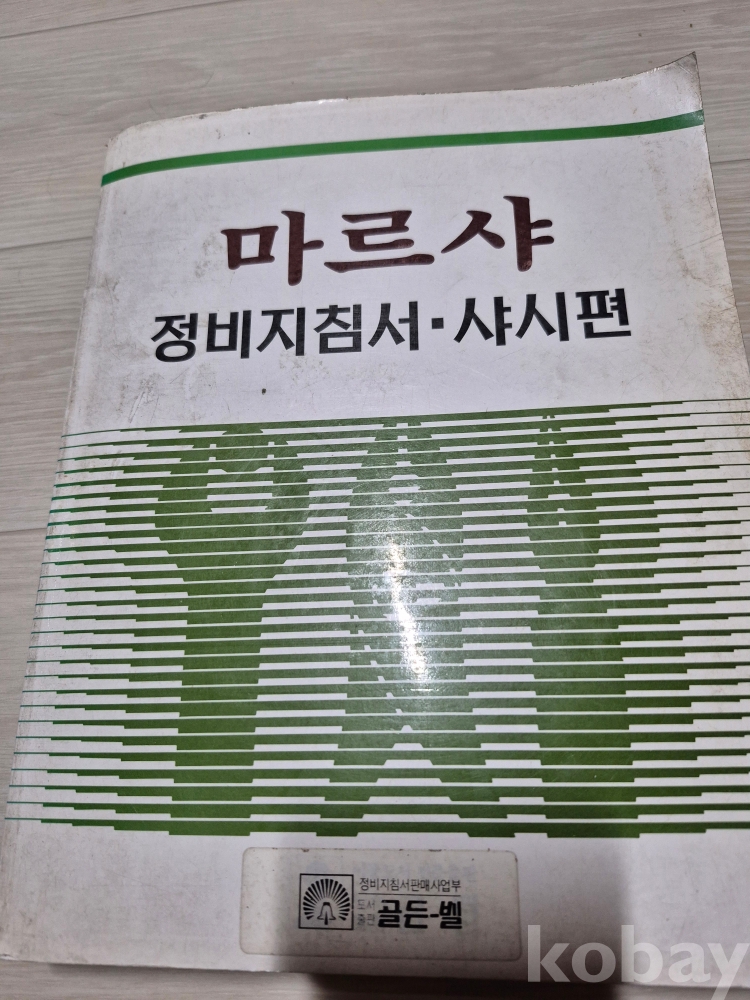 마르샤
정비지침서·샤시편
정비지침서판매사업부
도서
출판 골든-벨
kobay